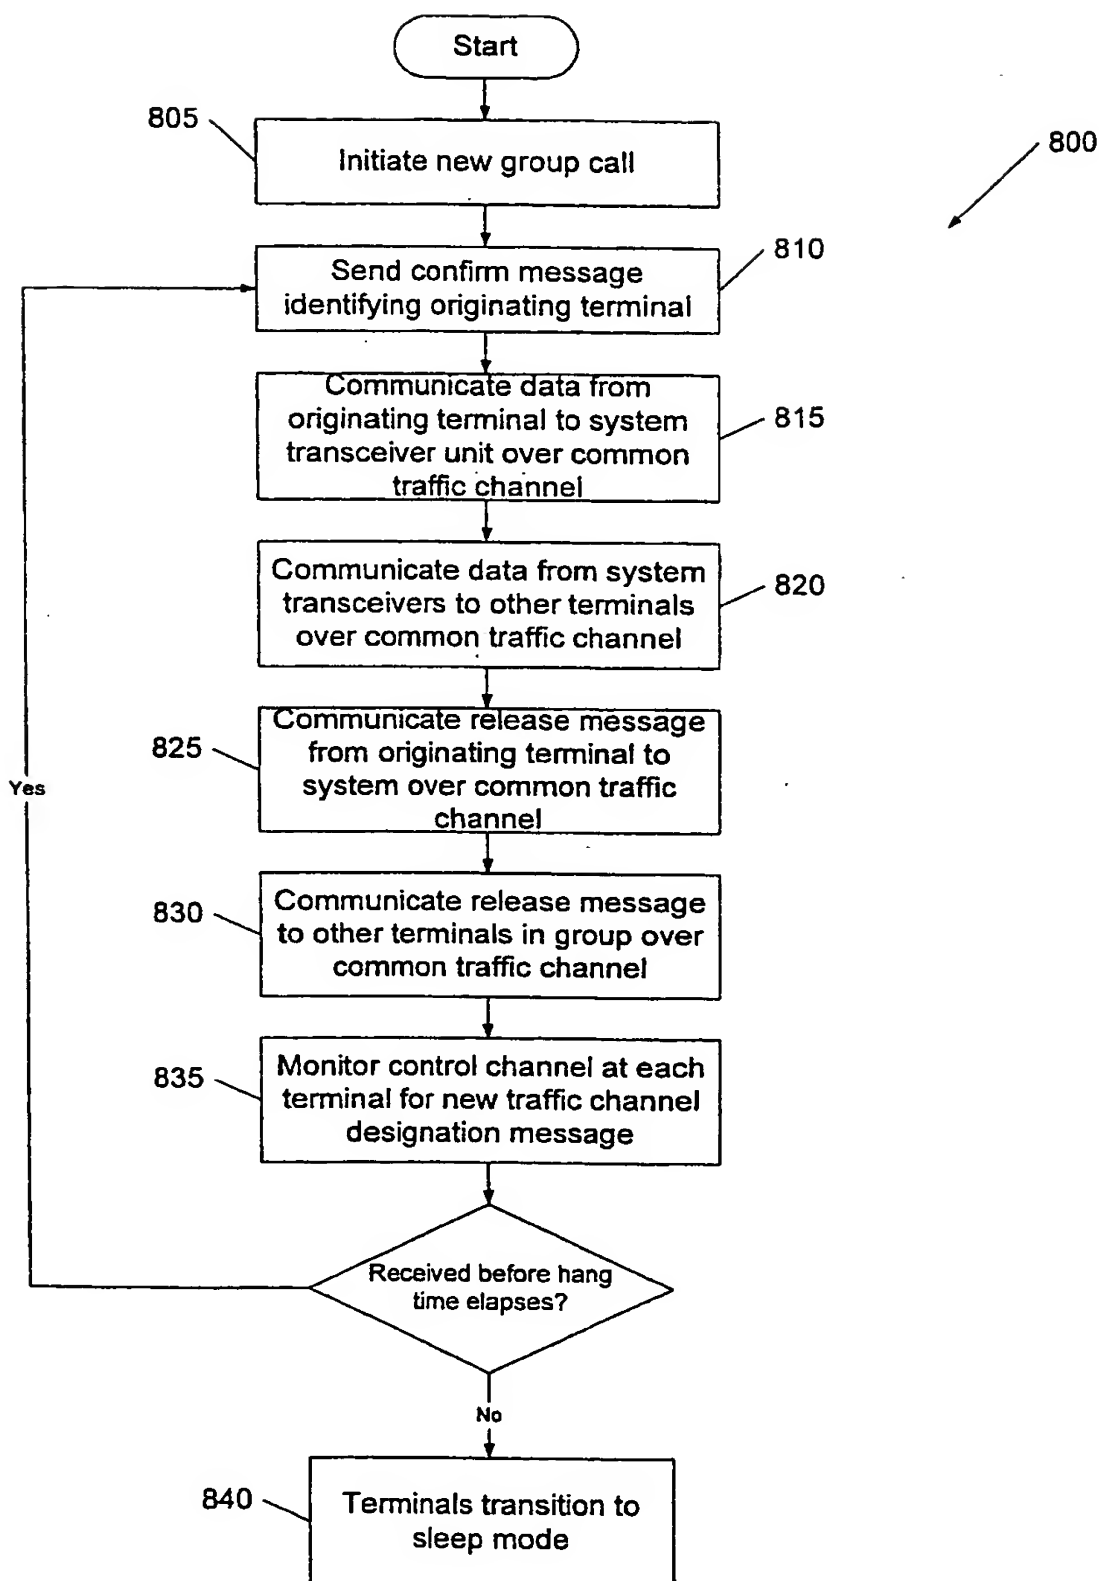 Start
805
Initiate new group call
800
810
Send confirm message
identifying originating terminal
Communicate data from
originating terminal to system
transceiver unit over common
traffic channel
815
Communicate data from system
transceivers to other terminals
over common traffic channel
820
825
Communicate release message
from originating terminal to
system over common traffic
channel
Yes
830
Communicate release message
to other terminals in group over
common traffic channel
835
Monitor control channel at each
terminal for new traffic channel
designation message
Received before hang
time elapses?
No
840
Terminals transition to
sleep mode